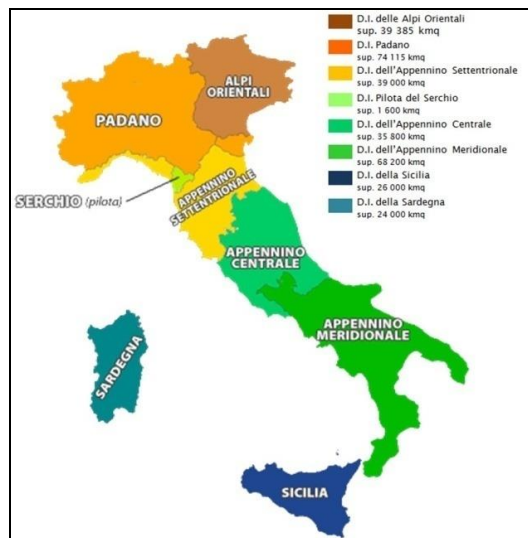 D.I. delle Alpi Orientali
sup. 39 385 kmq
D.I. Padano
sup. 74 115 kmq
D.I. dell'Appennino Settentrionale
sup. 39 000 kmq
D.I. Pilota del Serchio
sup. 1 600 kmq
D.I. dell'Appennino Centrale
sup. 35 800 kmq
D.I. dell'Appennino Meridionale
sup. 68 200 kmq
D.I. della Sicilia
sup. 26 000 kmq
D.I. della Sardegna
sup. 24 000 kmq
ALPI
ORIENTALI
PADANO
SERCHIO (pilota)
APPENNINO
SETTENTRIONALE
APPENNINO
CENTRALE
APPENNINO
MERIDIONALE
SARDEGNA
SICILIA